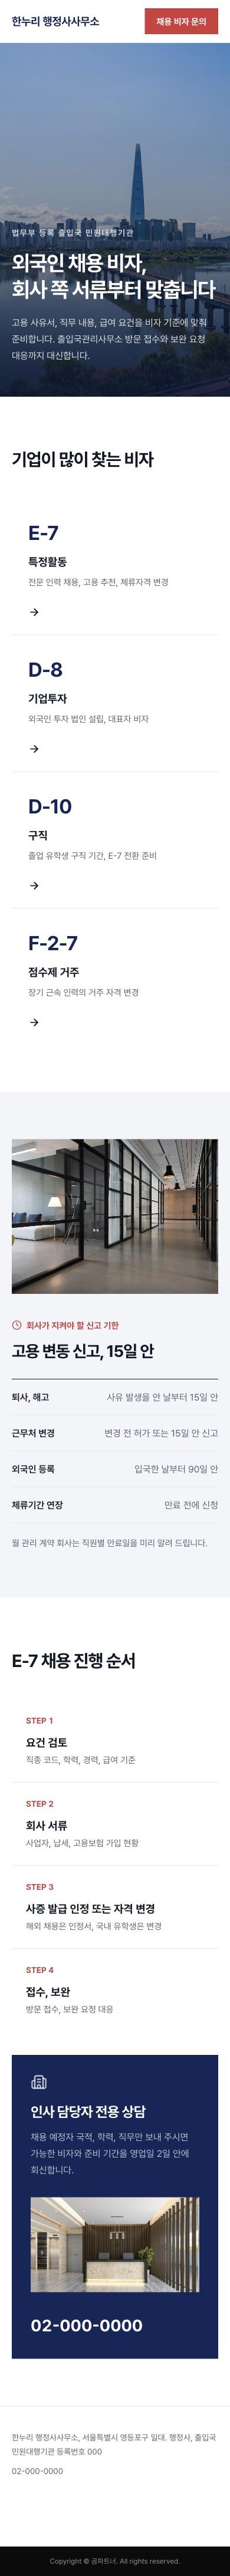 한누리 행정사사무소
채용 비자 문의
법무부 등록 출입국 민원대행기관
외국인 채용 비자,
회사 쪽 서류부터 맞춥니다
고용 사유서, 직무 내용, 급여 요건을 비자 기준에 맞춰
준비합니다. 출입국관리사무소 방문 접수와 보완 요청
대응까지 대신합니다.
기업이 많이 찾는 비자
E-7
특정활동
전문 인력 채용, 고용 추천, 체류자격 변경
D-8
기업투자
외국인 투자 법인 설립, 대표자 비자
D-10
구직
졸업 유학생 구직 기간, E-7 전환 준비
F-2-7
점수제 거주
장기 근속 인력의 거주 자격 변경
회사가 지켜야 할 신고 기한
고용 변동 신고, 15일 안
퇴사, 해고 사유 발생을 안 날부터 15일 안
근무처 변경 변경 전 허가 또는 15일 안 신고
외국인 등록 입국한 날부터 90일 안
체류기간 연장 만료 전에 신청
월 관리 계약 회사는 직원별 만료일을 미리 알려 드립니다.
E-7 채용 진행 순서
STEP 1
요건 검토
직종 코드, 학력, 경력, 급여 기준
STEP 2
회사 서류
사업자, 납세, 고용보험 가입 현황
STEP 3
사증 발급 인정 또는 자격 변경
해외 채용은 인정서, 국내 유학생은 변경
STEP 4
접수, 보완
방문 접수, 보완 요청 대응
인사 담당자 전용 상담
채용 예정자 국적, 학력, 직무만 보내 주시면
가능한 비자와 준비 기간을 영업일 2일 안에
회신합니다.
02-000-0000
한누리 행정사사무소, 서울특별시 영등포구 일대. 행정사, 출입국
민원대행기관 등록번호 000
02-000-0000
Copyright © 곰파트너. All rights reserved.